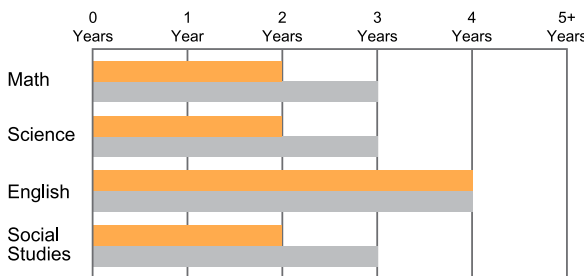 0 1 2 3 4 5+
Years Year Years Years Years Years
Math
Science
English
Social
Studies